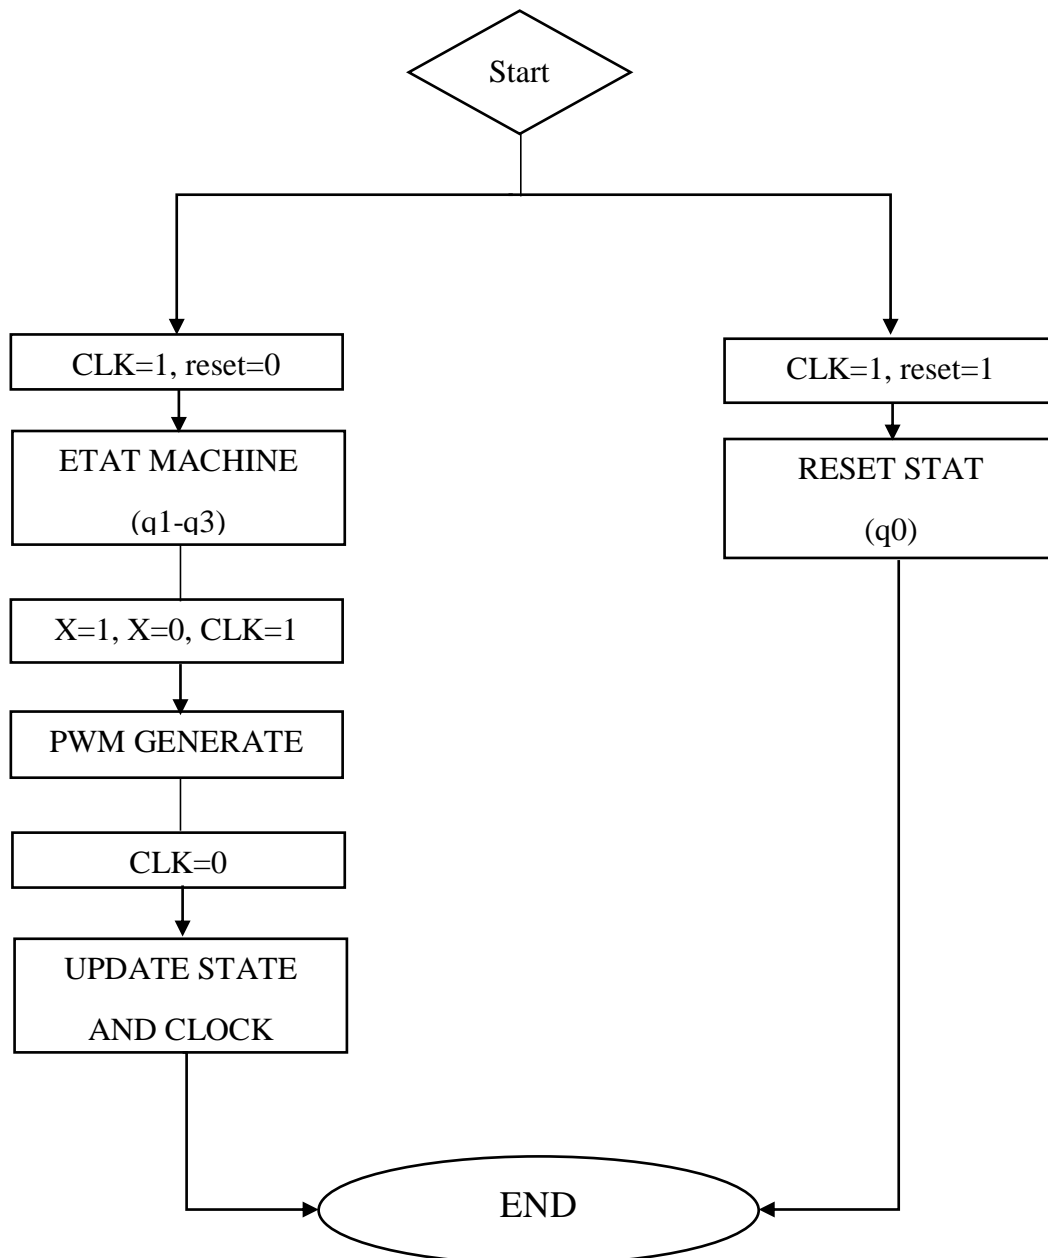 Start
CLK=1, reset=0
ETAT MACHINE
(q1-q3)
X=1, X=0, CLK=1
PWM GENERATE
CLK=0
UPDATE STATE
AND CLOCK
CLK=1, reset=1
RESET STAT
(q0)
END